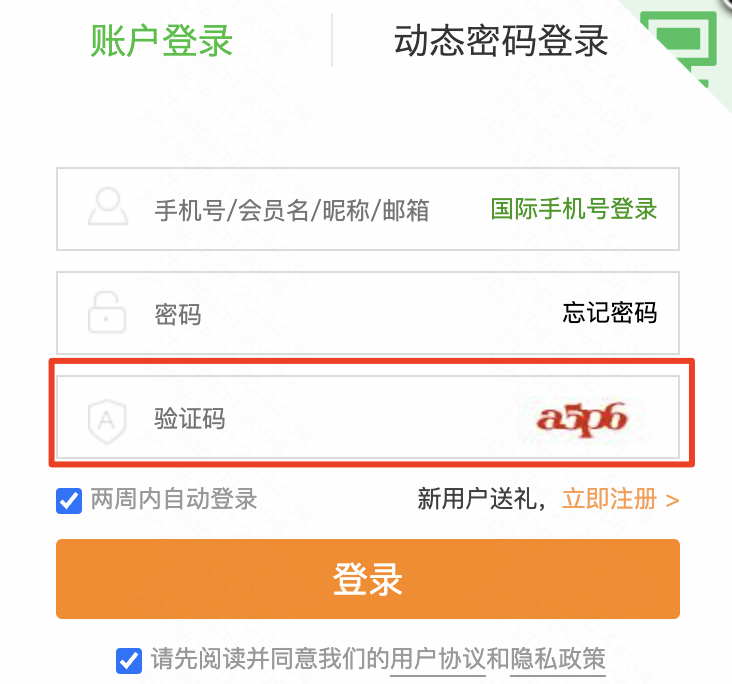 账户登录 动态密码登录
手机号/会员名/昵称/邮箱 国际手机号登录
密码 忘记密码
验证码 a5p6
两周内自动登录 新用户送礼，立即注册 >
登录
请先阅读并同意我们的用户协议和隐私政策